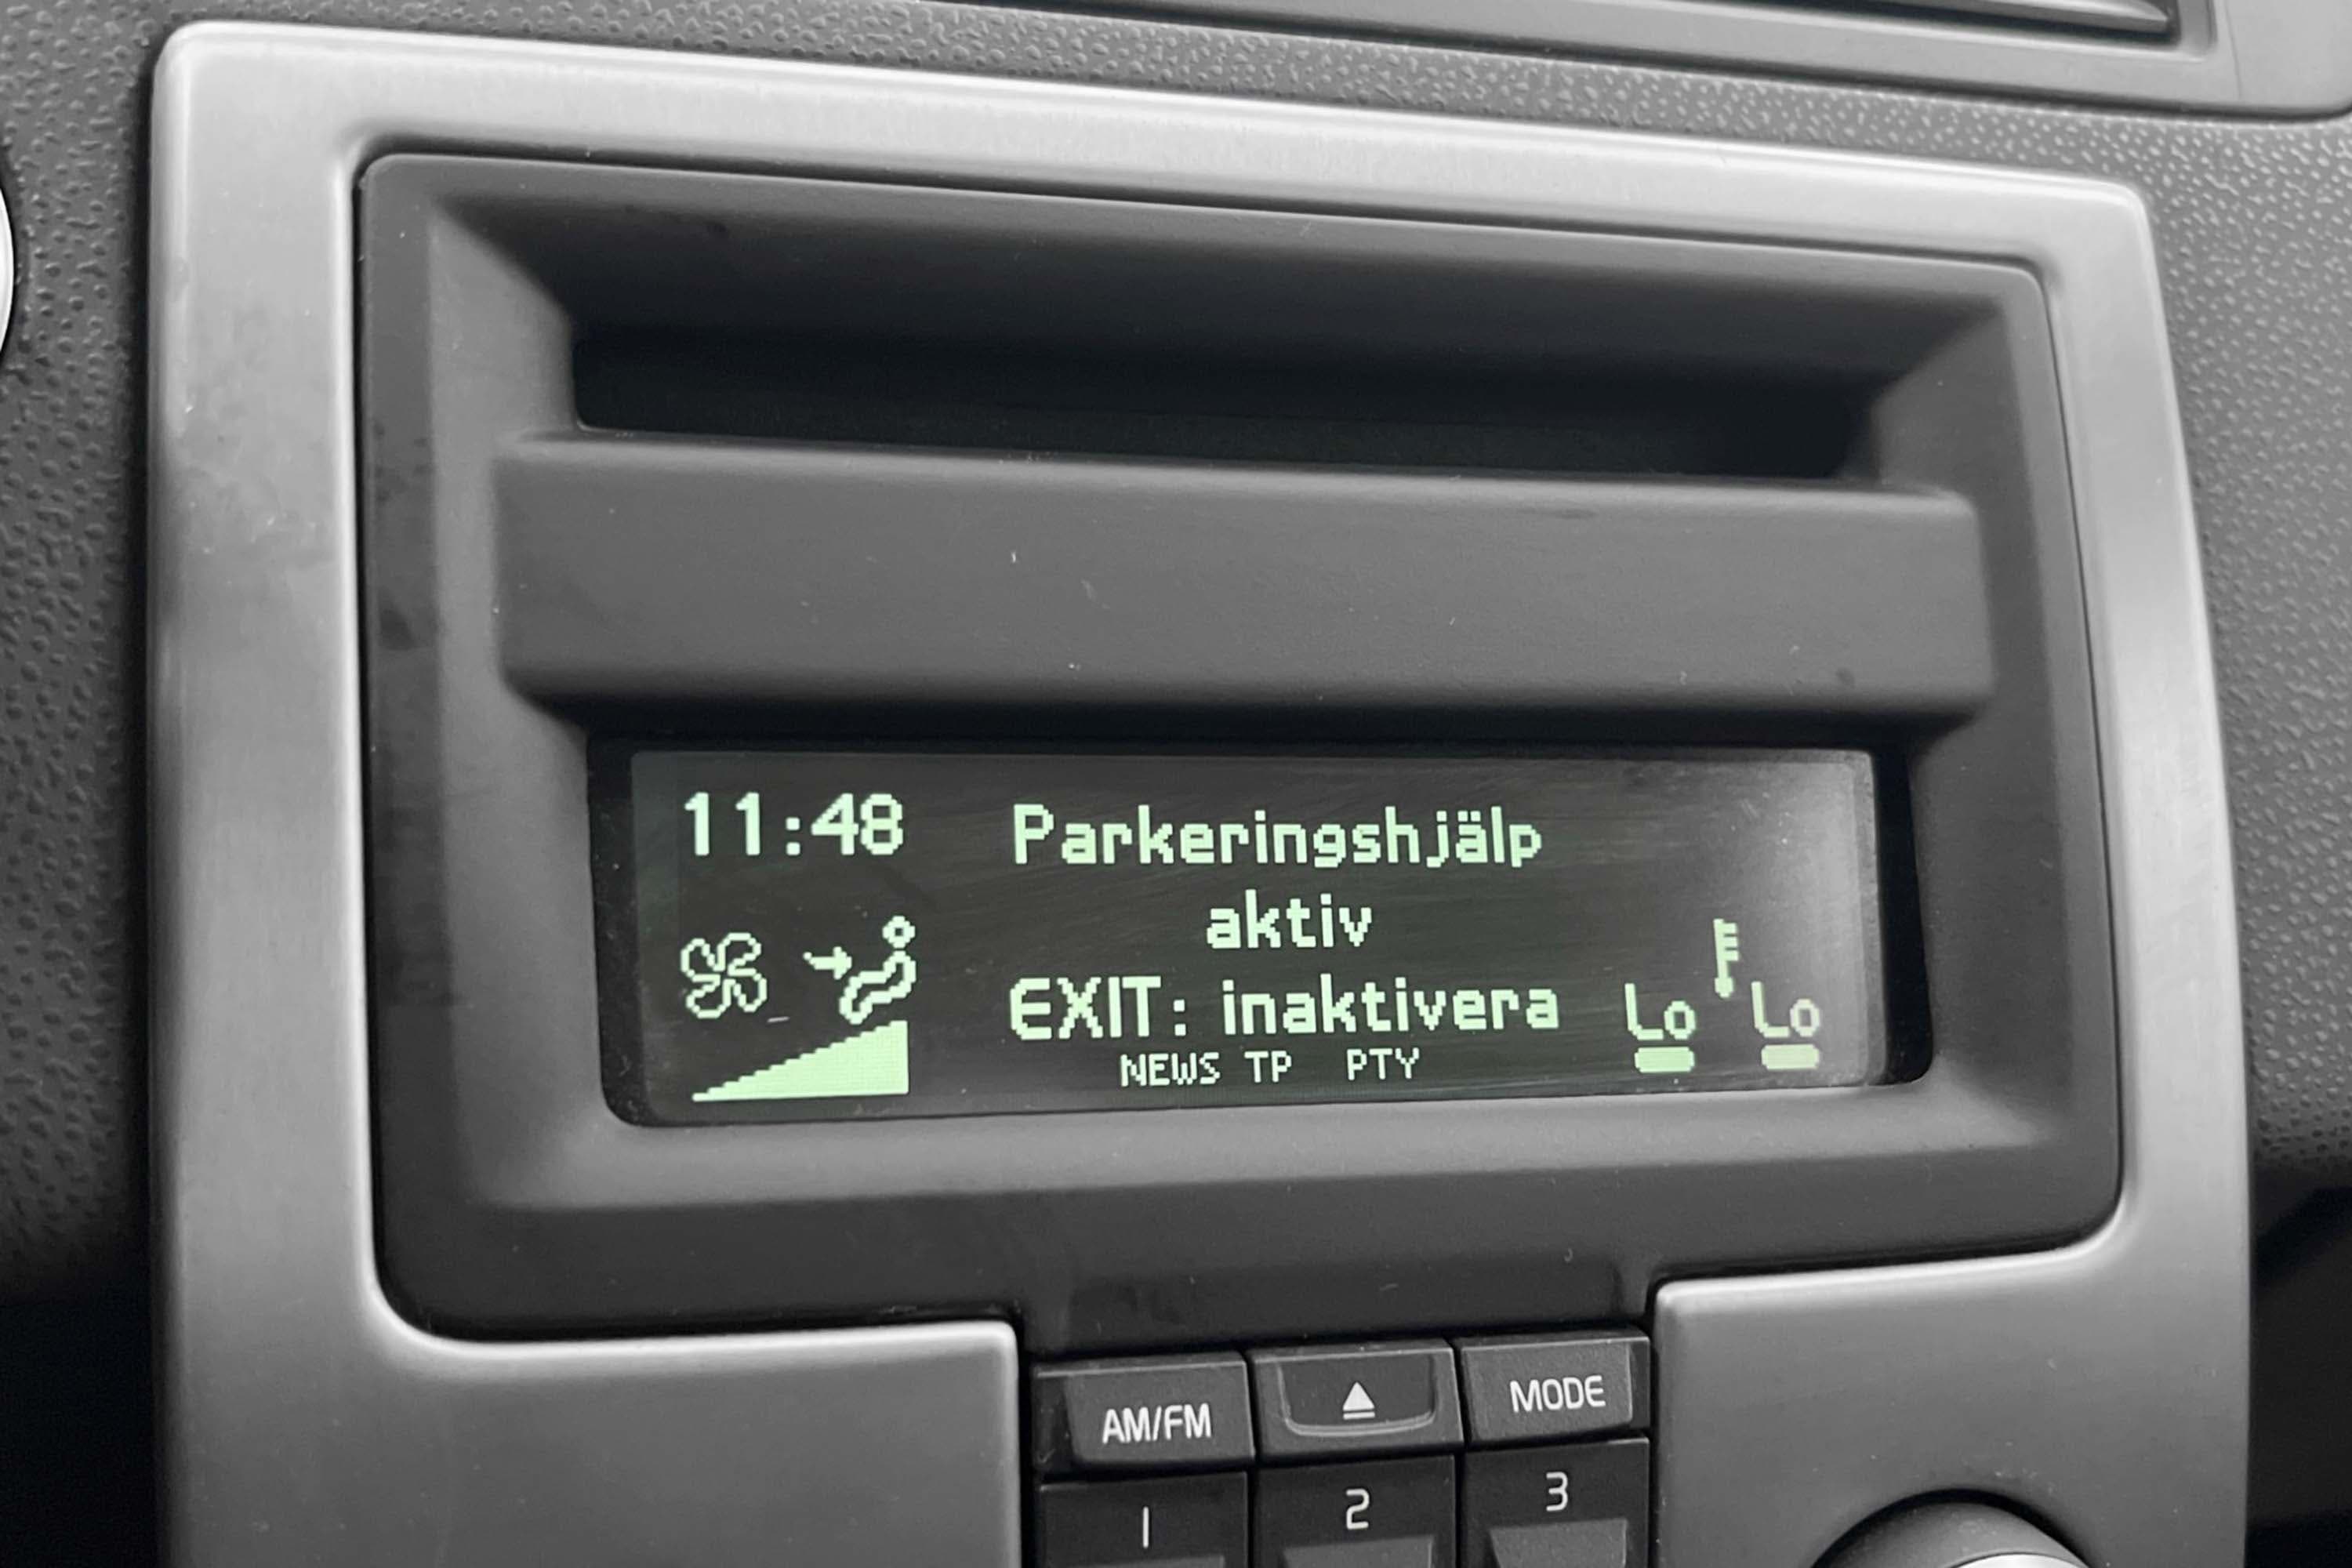 11:48
Parkeringshjälp
aktiv
EXIT: inaktivera
Lo Lo
NEWS TP PTY
AM/FM
MODE
1
2
3